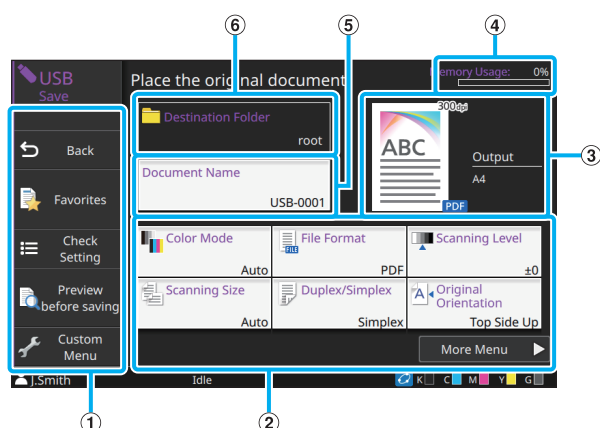 ⑥
⑤
④
USB
Save
Place the original document
Memory Usage: 0%
Destination Folder
root
300dpi
ABC
Output
A4
PDF
③
Document Name
USB-0001
Back
Favorites
Check
Setting
Preview
before saving
Custom
Menu
Color Mode
Auto
File Format
FILE
PDF
Scanning Level
±0
Scanning Size
Auto
Duplex/Simplex
Simplex
A
Original
Orientation
Top Side Up
More Menu
J.Smith
Idle
K C M Y G
①
②